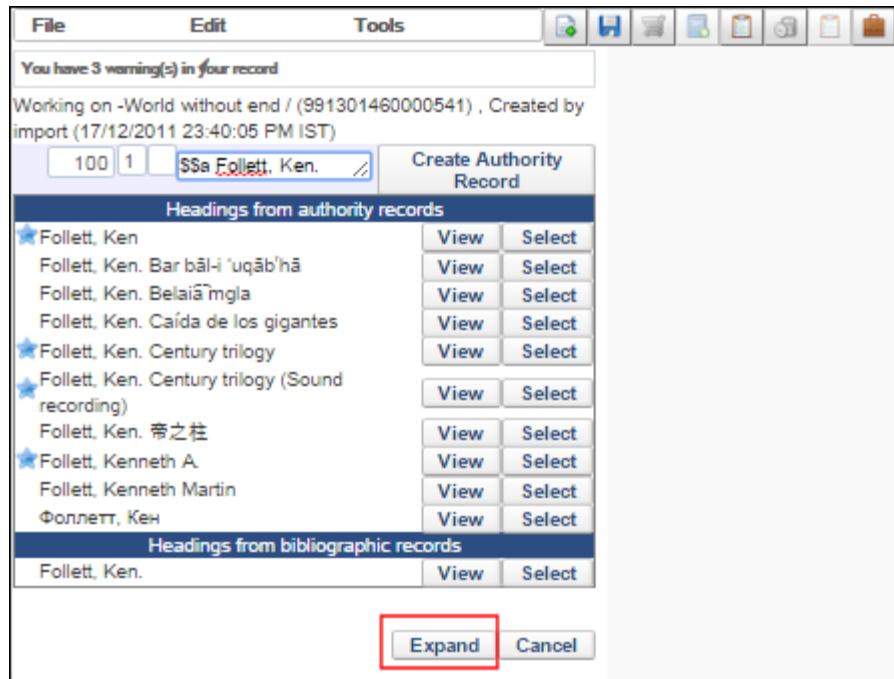 File Edit Tools
You have 3 warning(s) in your record
Working on -World without end / (991301460000541) , Created by
import (17/12/2011 23:40:05 PM IST)
100 1 $$a Follett, Ken. Create Authority
Record
Headings from authority records
Follett, Ken View Select
Follett, Ken. Bar bāl-i ʻuqābʹhā View Select
Follett, Ken. Belai͡a mgla View Select
Follett, Ken. Caída de los gigantes View Select
Follett, Ken. Century trilogy View Select
Follett, Ken. Century trilogy (Sound
recording) View Select
Follett, Ken. 帝之柱 View Select
Follett, Kenneth A. View Select
Follett, Kenneth Martin View Select
Фоллетт, Кен View Select
Headings from bibliographic records
Follett, Ken. View Select
Expand Cancel